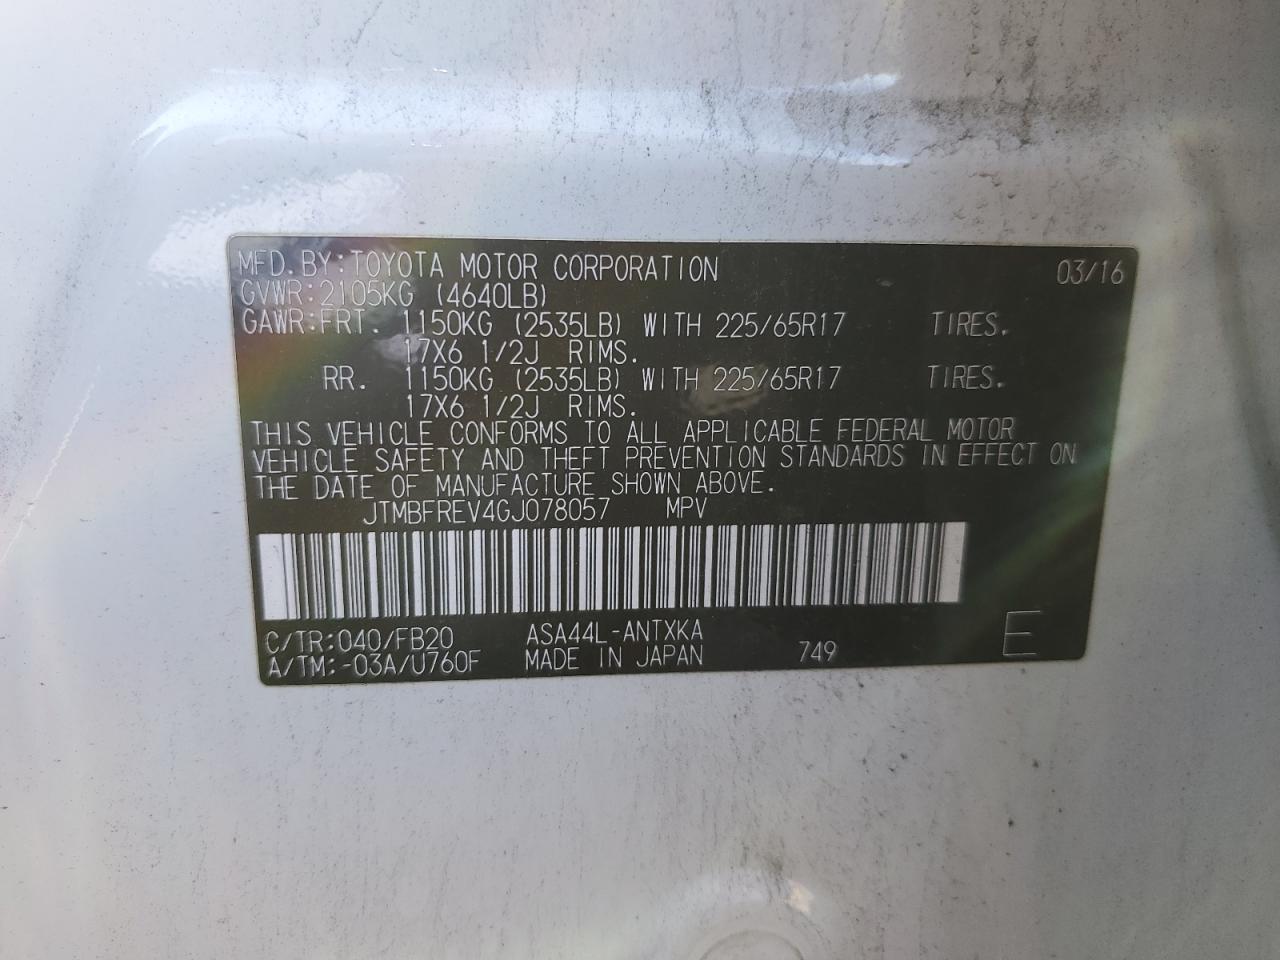 MFD. BY: TOYOTA MOTOR CORPORATION 03/16
GVWR: 2105KG (4640LB)
GAWR: FRT. 1150KG (2535LB) WITH 225/65R17 TIRES.
17X6 1/2J RIMS.
RR. 1150KG (2535LB) WITH 225/65R17 TIRES.
17X6 1/2J RIMS.
THIS VEHICLE CONFORMS TO ALL APPLICABLE FEDERAL MOTOR
VEHICLE SAFETY AND THEFT PREVENTION STANDARDS IN EFFECT ON
THE DATE OF MANUFACTURE SHOWN ABOVE.
JTMBFREV4GJ078057 MPV
C/TR: 040/FB20 ASA44L-ANTXKA
A/TM: -03A/U760F MADE IN JAPAN 749 E